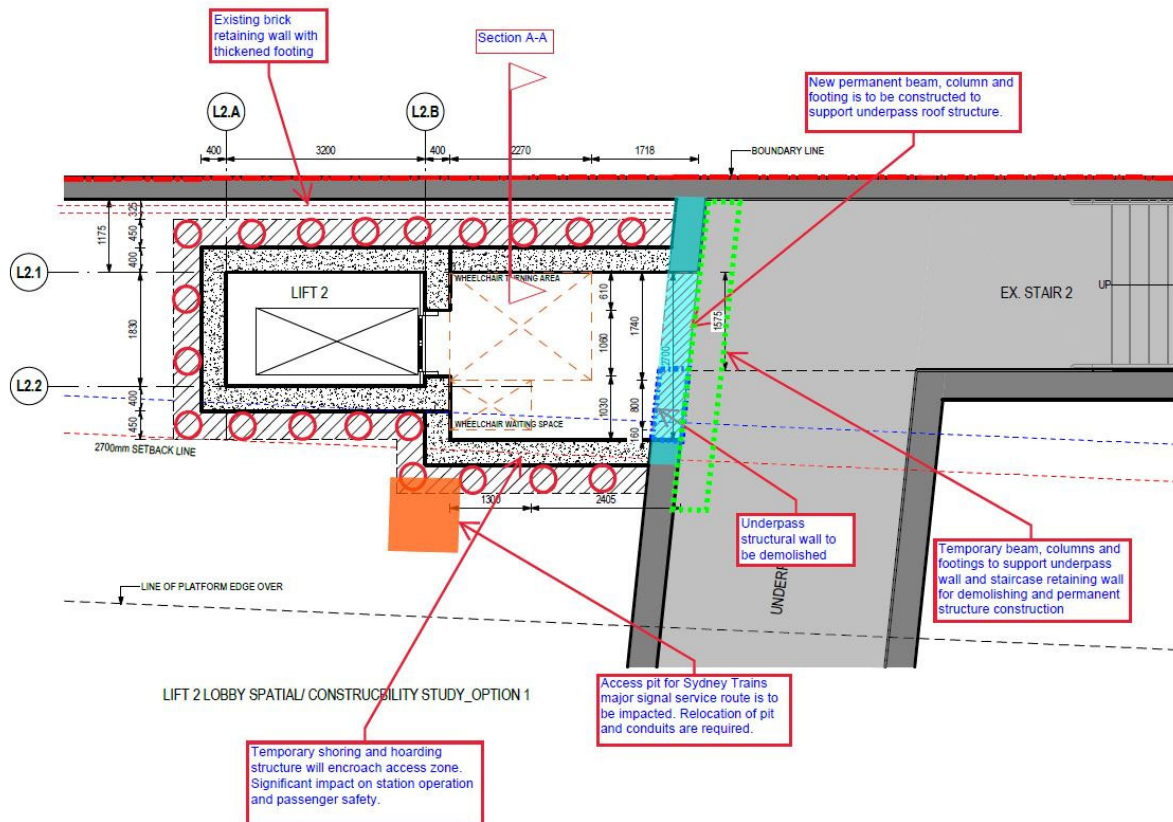 Existing brick
retaining wall with
thickened footing
Section A-A
New permanent beam, column and
footing is to be constructed to
support underpass roof structure.
L2.A
L2.B
400
3200
400
2270
1718
BOUNDARY LINE
325
1175
450
400
L2.1
WHEELCHAIR TURNING AREA
LIFT 2
610
EX. STAIR 2
UP
1575
1830
1060
1740
2700
L2.2
400
1030
800
450
WHEELCHAIR WAITING SPACE
160
2700mm SETBACK LINE
1300
2405
Underpass
structural wall to
be demolished
Temporary beam, columns and
footings to support underpass
wall and staircase retaining wall
for demolishing and permanent
structure construction
LINE OF PLATFORM EDGE OVER
LIFT 2 LOBBY SPATIAL/ CONSTRUCBILITY STUDY_OPTION 1
Access pit for Sydney Trains
major signal service route is to
be impacted. Relocation of pit
and conduits are required.
Temporary shoring and hoarding
structure will encroach access zone.
Significant impact on station operation
and passenger safety.